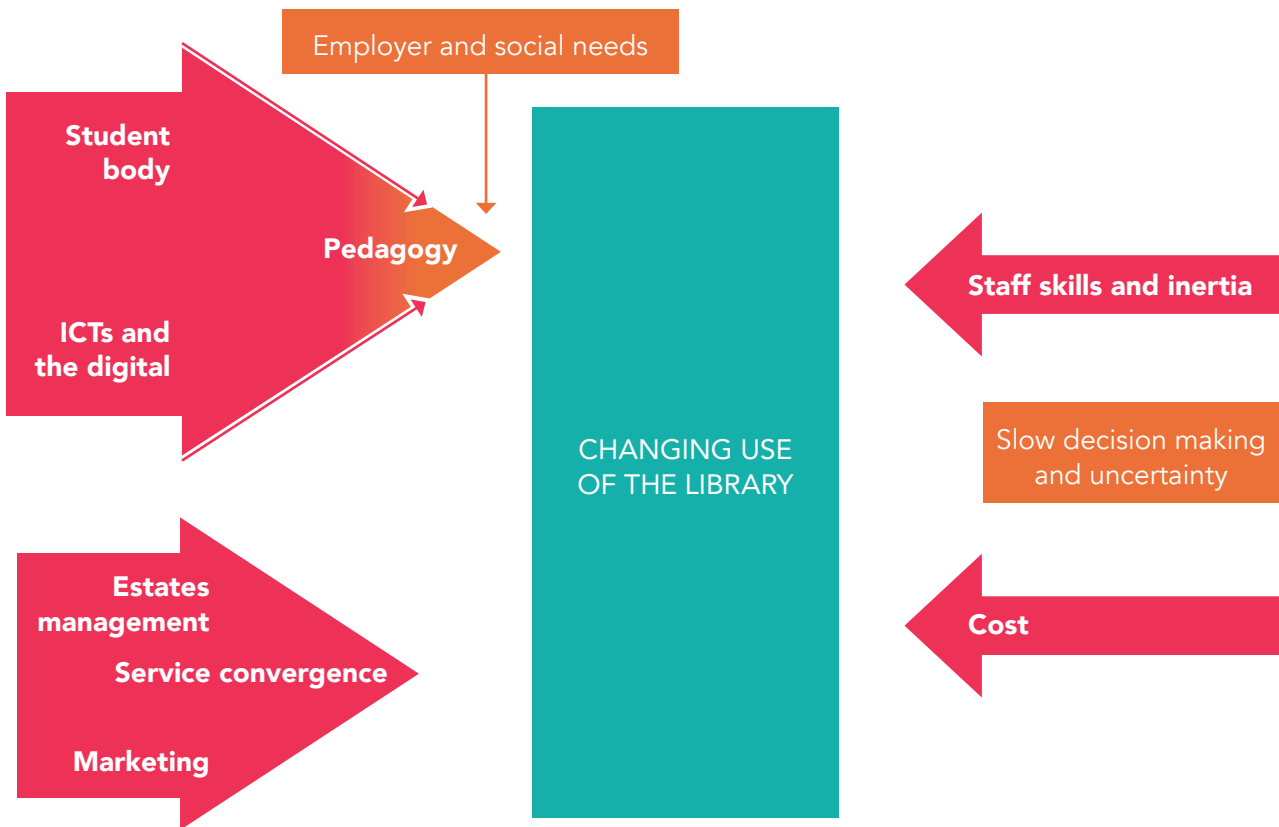 Employer and social needs
Student
body
Pedagogy
ICTs and
the digital
Estates
management
Service convergence
Marketing
CHANGING USE
OF THE LIBRARY
Staff skills and inertia
Slow decision making
and uncertainty
Cost